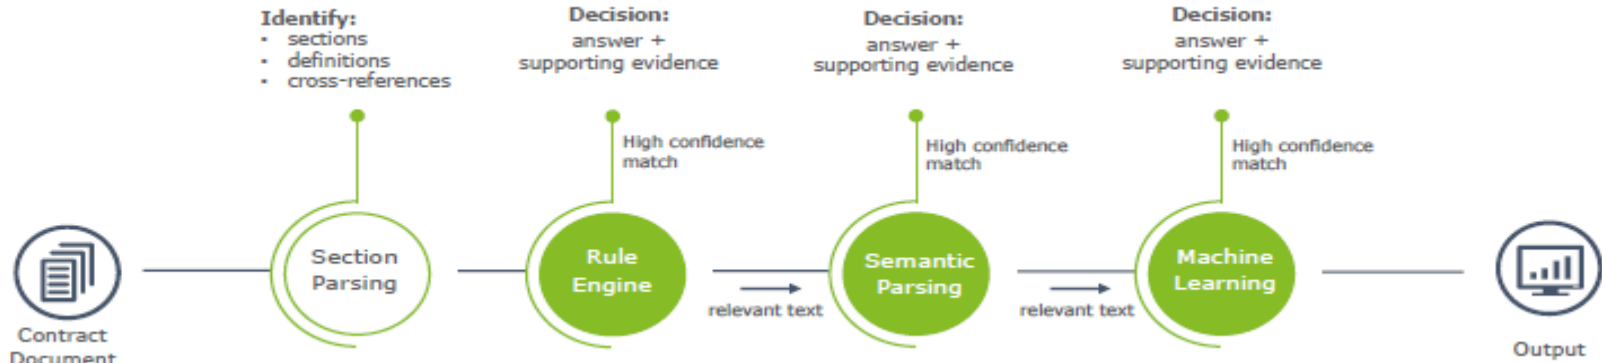 Identify:
• sections
• definitions
• cross-references
Decision:
answer +
supporting evidence
Decision:
answer +
supporting evidence
Decision:
answer +
supporting evidence
High confidence
match
High confidence
match
High confidence
match
Contract
Document
Section
Parsing
Rule
Engine
relevant text
Semantic
Parsing
relevant text
Machine
Learning
Output